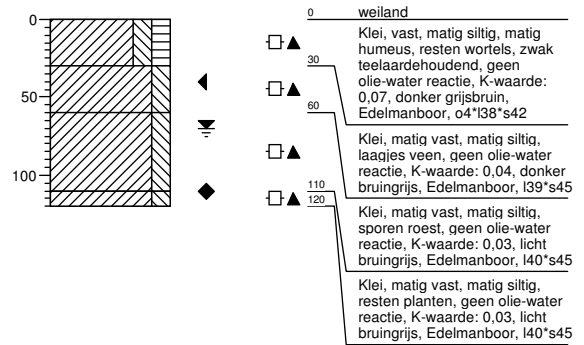 0
50
100
0
weiland
Klei, vast, matig siltig, matig
humeus, resten wortels, zwak
teelaardehoudend, geen
olie-water reactie, K-waarde:
0,07, donker grijsbruin,
Edelmanboor, o4*l38*s42
30
Klei, matig vast, matig siltig,
laagjes veen, geen olie-water
reactie, K-waarde: 0,04, donker
bruingrijs, Edelmanboor, l39*s45
60
Klei, matig vast, matig siltig,
sporen roest, geen olie-water
reactie, K-waarde: 0,03, licht
bruingrijs, Edelmanboor, l40*s45
110
Klei, matig vast, matig siltig,
resten planten, geen olie-water
reactie, K-waarde: 0,03, licht
bruingrijs, Edelmanboor, l40*s45
120